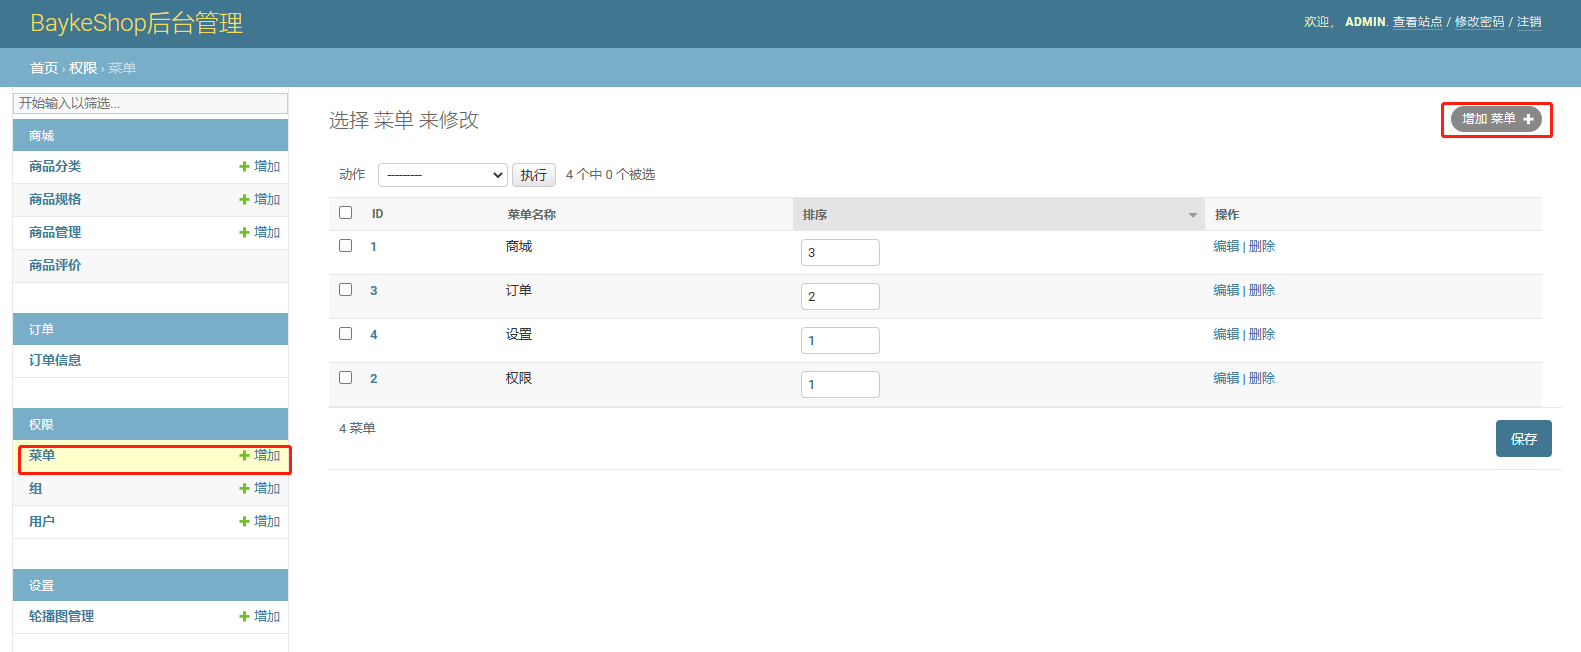 BaykeShop后台管理
欢迎， ADMIN. 查看站点 / 修改密码 / 注销
首页 › 权限 › 菜单
开始输入以筛选...
商城
商品分类 增加
商品规格 增加
商品管理 增加
商品评价
订单
订单信息
权限
菜单 增加
组 增加
用户 增加
设置
轮播图管理 增加
选择 菜单 来修改
增加 菜单
动作 --------- 执行 4 个中 0 个被选
ID 菜单名称 排序 操作
1 商城 3 编辑 | 删除
3 订单 2 编辑 | 删除
4 设置 1 编辑 | 删除
2 权限 1 编辑 | 删除
4 菜单
保存